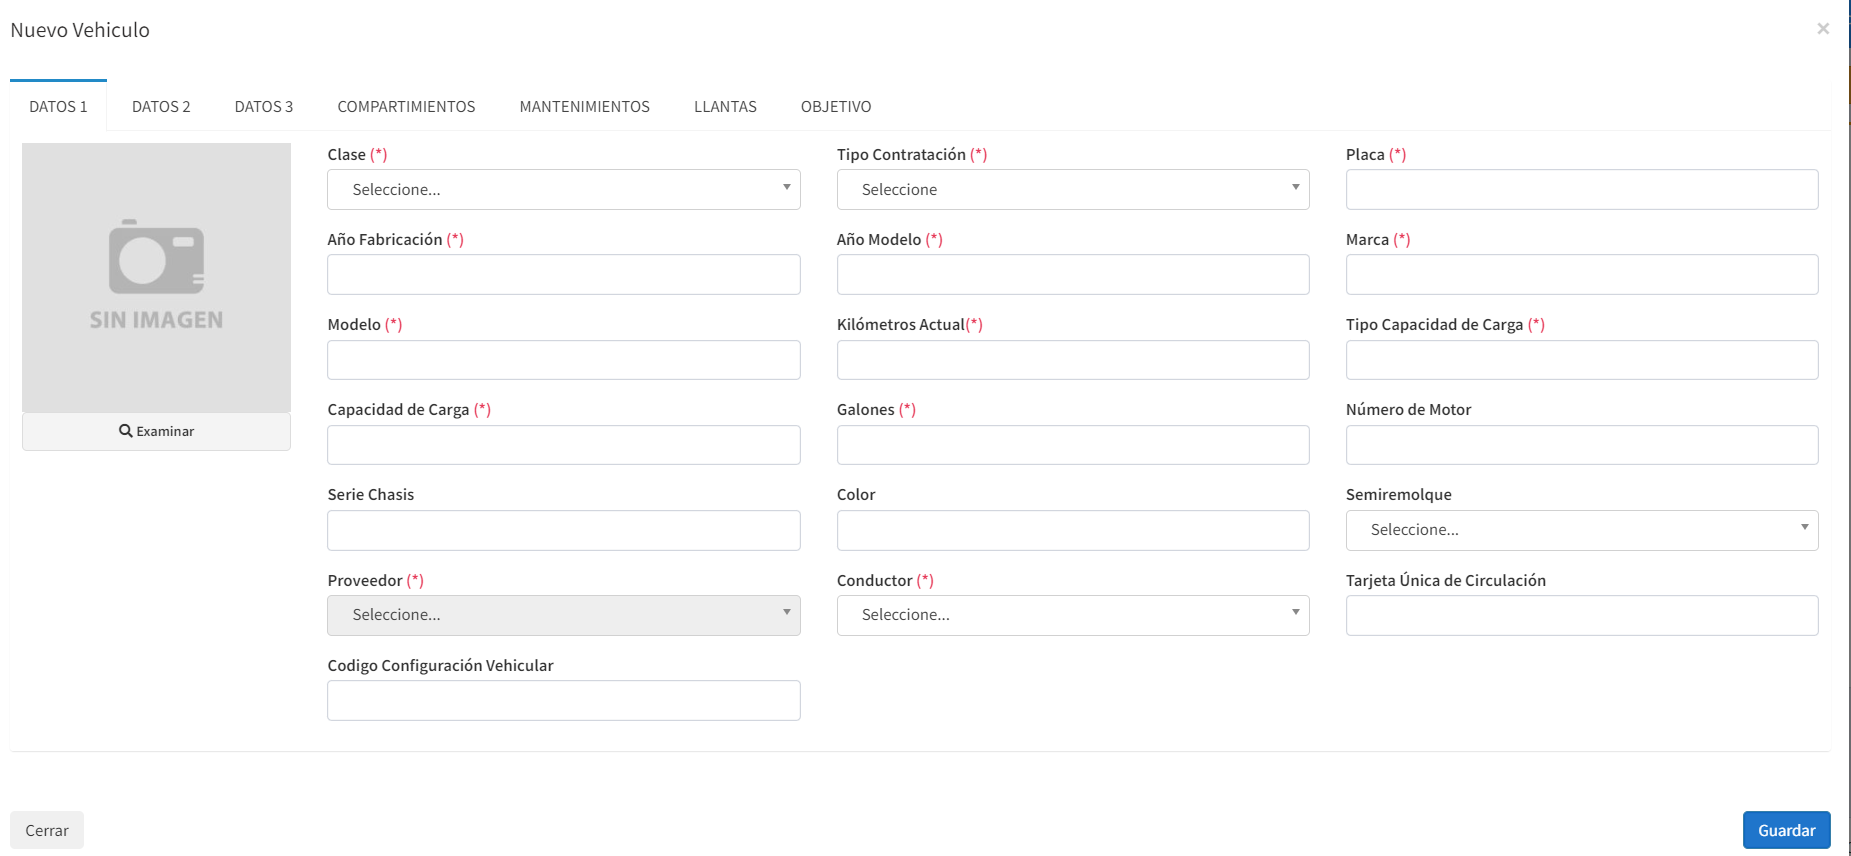 Nuevo Vehiculo
×
DATOS 1 DATOS 2 DATOS 3 COMPARTIMIENTOS MANTENIMIENTOS LLANTAS OBJETIVO
SIN IMAGEN
Examinar
Clase (*) Tipo Contratación (*) Placa (*)
Seleccione... Seleccione
Año Fabricación (*) Año Modelo (*) Marca (*)
Modelo (*) Kilómetros Actual(*) Tipo Capacidad de Carga (*)
Capacidad de Carga (*) Galones (*) Número de Motor
Serie Chasis Color Semiremolque
Seleccione...
Proveedor (*) Conductor (*) Tarjeta Única de Circulación
Seleccione... Seleccione...
Codigo Configuración Vehicular
Cerrar Guardar